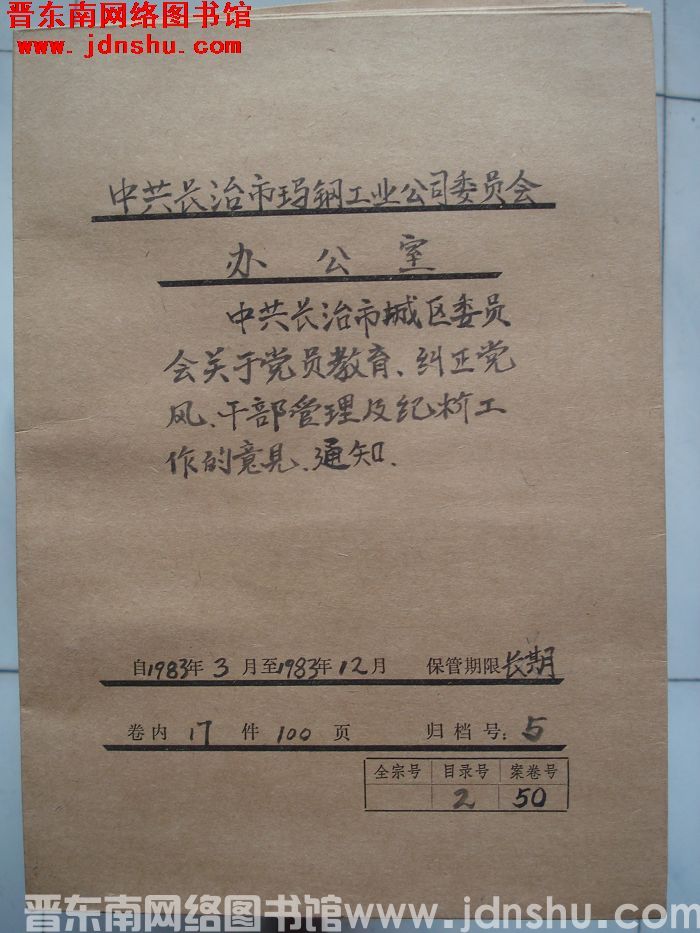 晋东南网络图书馆
www.jdnshu.com
中共长治市玛钢工业公司委员会
办公室
中共长治市城区委员
会关于党员教育、纠正党
风、干部管理及纪检工
作的意见、通知.
自1983年3月至1983年12月 保管期限长期
卷内17件100页 归档号:5
全宗号 目录号 案卷号
2 50
晋东南网络图书馆 www.jdnshu.com